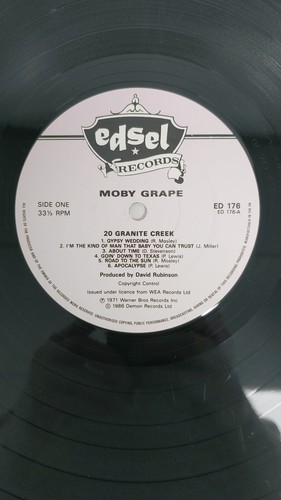 edsel
RECORDS
MOBY GRAPE
SIDE ONE
33⅓ RPM
ED 176
ED 176-A
20 GRANITE CREEK
1. GYPSY WEDDING (R. Mosley)
2. I'M THE KIND OF MAN THAT BABY YOU CAN TRUST (J. Miller)
3. ABOUT TIME (D. Stevenson)
4. GOIN' DOWN TO TEXAS (P. Lewis)
5. ROAD TO THE SUN (R. Mosley)
6. APOCALYPSE (P. Lewis)
Produced by David Rubinson
Copyright Control
Issued under licence from WEA Records Ltd
℗ 1971 Warner Bros Records Inc
© 1986 Demon Records Ltd